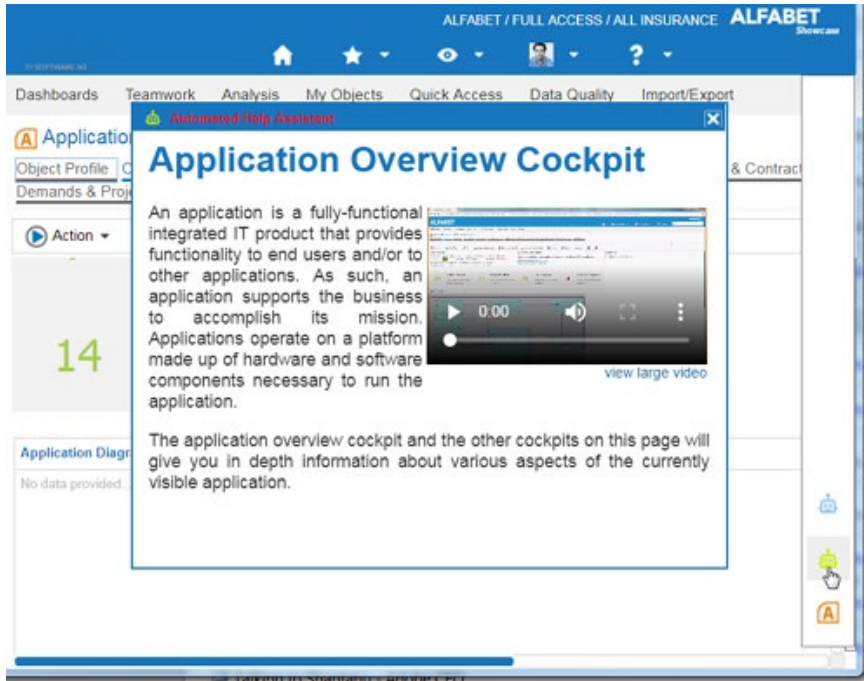 ALFABET / FULL ACCESS / ALL INSURANCE ALFABET
Showcase
Dashboards Teamwork Analysis My Objects Quick Access Data Quality Import/Export
Automated Help Assistant
A Applicatio
Application Overview Cockpit
Object Profile
& Contract
Demands & Proj
Action
An application is a fully-functional
integrated IT product that provides
functionality to end users and/or to
other applications. As such, an
application supports the business
to accomplish its mission.
Applications operate on a platform
made up of hardware and software
components necessary to run the
application.
ALFABET
0:00
view large video
14
The application overview cockpit and the other cockpits on this page will
give you in depth information about various aspects of the currently
visible application.
Application Diagr
No data provided.
A